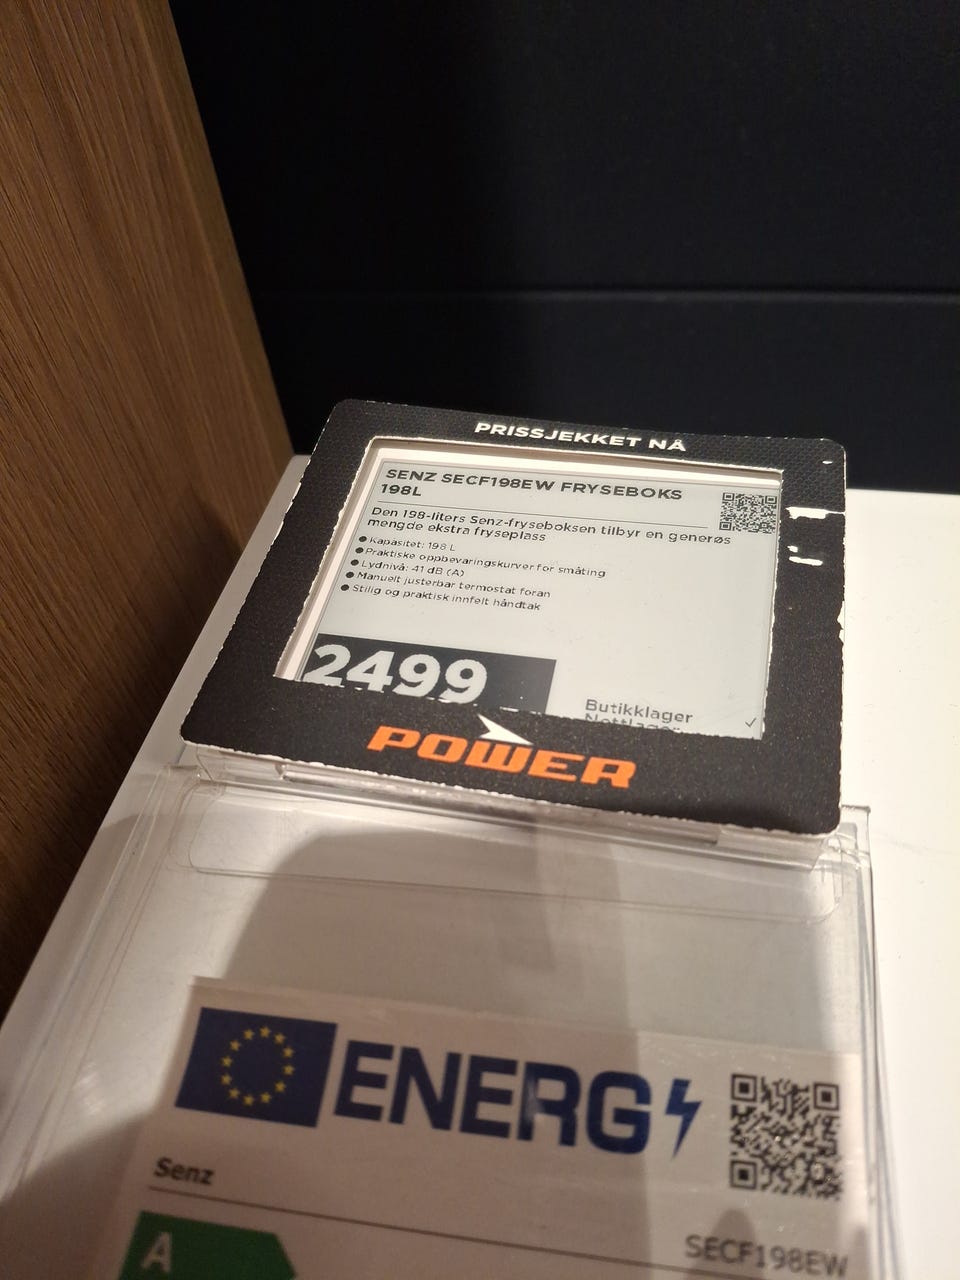 PRISSJEKKET NÅ
SENZ SECF198EW FRYSEBOKS
198L
Den 198-liters Senz-fryseboksen tilbyr en generøs
mengde ekstra fryseplass
● Kapasitet: 198 L
● Praktiske oppbevaringskurver for småting
● Lydnivå: 41 dB (A)
● Manuelt justerbar termostat foran
● Stilig og praktisk innfelt håndtak
2499
Butikklager ✓
Nettlager
POWER
ENERG
Senz
SECF198EW
A